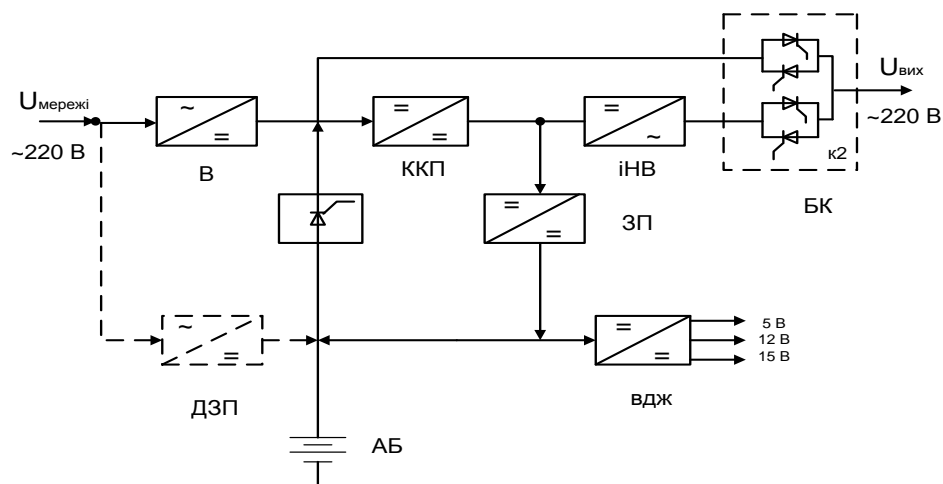 Uмережі
~220 В
В
ККП
іНВ
к2
БК
Uвих
~220 В
ЗП
ДЗП
АБ
вдж
5 В
12 В
15 В